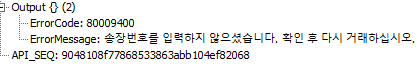 Output {} (2)
ErrorCode: 80009400
ErrorMessage: 송장번호를 입력하지 않으셨습니다. 확인 후 다시 거래하십시오.
API_SEQ: 9048108f77868533863abb104ef82068